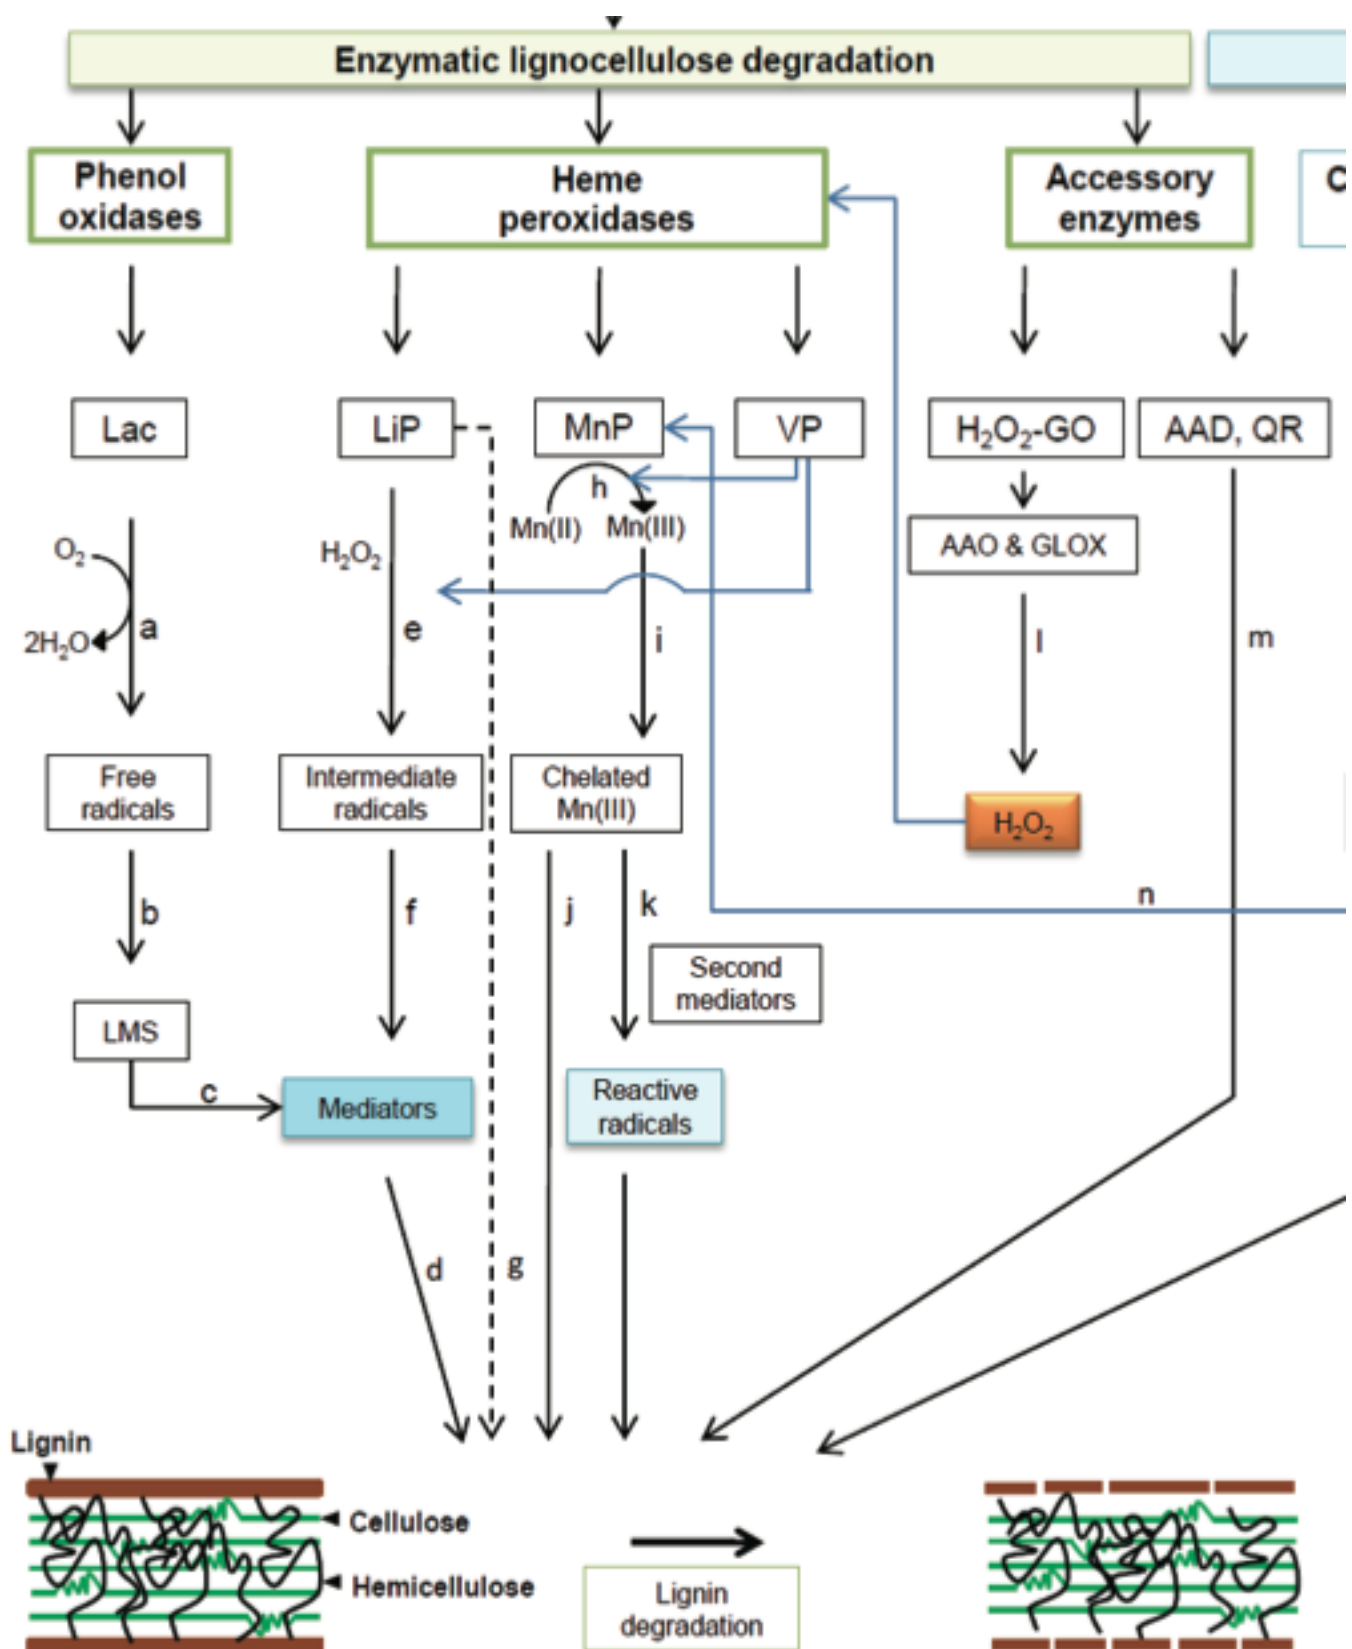 Enzymatic lignocellulose degradation
Phenol
oxidases
Heme
peroxidases
Accessory
enzymes
C
Lac
LiP
MnP
VP
H₂O₂-GO
AAD, QR
h
Mn(II)
Mn(III)
AAO & GLOX
O₂
2H₂O
a
H₂O₂
e
i
l
m
Free
radicals
Intermediate
radicals
Chelated
Mn(III)
H₂O₂
n
b
f
j
k
Second
mediators
LMS
c
Mediators
Reactive
radicals
d
g
Lignin
Cellulose
Hemicellulose
Lignin
degradation